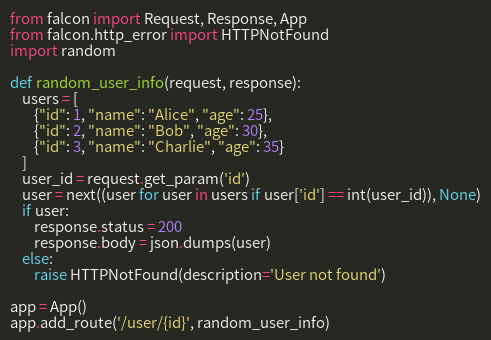 from falcon import Request, Response, App
from falcon.http_error import HTTPNotFound
import random

def random_user_info(request, response):
    users = [
        {"id": 1, "name": "Alice", "age": 25},
        {"id": 2, "name": "Bob", "age": 30},
        {"id": 3, "name": "Charlie", "age": 35}
    ]
    user_id = request.get_param('id')
    user = next((user for user in users if user['id'] == int(user_id)), None)
    if user:
        response.status = 200
        response.body = json.dumps(user)
    else:
        raise HTTPNotFound(description='User not found')

app = App()
app.add_route('/user/{id}', random_user_info)